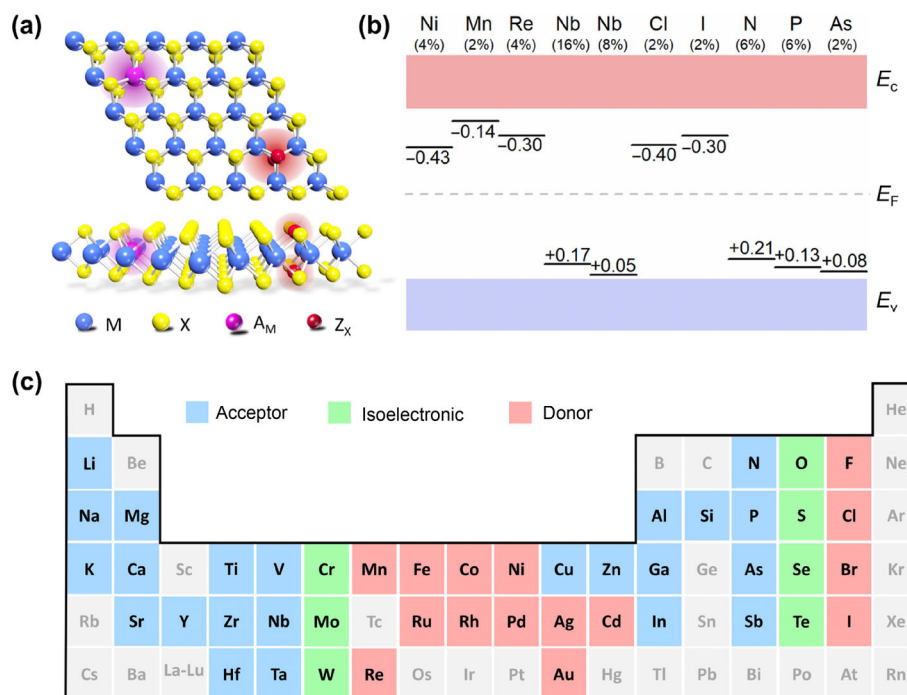 (a)
M X A_M Z_X
(b)
Ni Mn Re Nb Nb Cl I N P As
(4%) (2%) (4%) (16%) (8%) (2%) (2%) (6%) (6%) (2%)
E_c
−0.14
−0.43 −0.30 −0.40 −0.30
E_F
+0.17 +0.05 +0.21 +0.13 +0.08
E_v
(c)
Acceptor Isoelectronic Donor
H He
Li Be B C N O F Ne
Na Mg Al Si P S Cl Ar
K Ca Sc Ti V Cr Mn Fe Co Ni Cu Zn Ga Ge As Se Br Kr
Rb Sr Y Zr Nb Mo Tc Ru Rh Pd Ag Cd In Sn Sb Te I Xe
Cs Ba La-Lu Hf Ta W Re Os Ir Pt Au Hg Tl Pb Bi Po At Rn